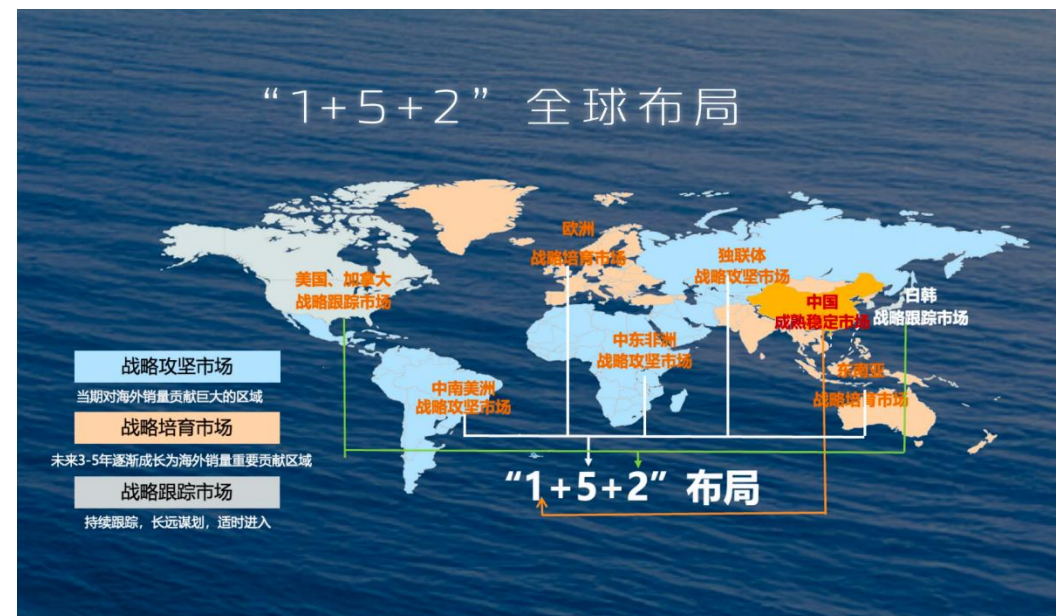 “1+5+2”全球布局
欧洲
战略培育市场
独联体
战略攻坚市场
美国、加拿大
战略跟踪市场
中国
成熟稳定市场
日韩
战略跟踪市场
中东非洲
战略攻坚市场
东南亚
战略培育市场
中南美洲
战略攻坚市场
战略攻坚市场
当期对海外销量贡献巨大的区域
战略培育市场
未来3-5年逐渐成长为海外销量重要贡献区域
战略跟踪市场
持续跟踪，长远谋划，适时进入
“1+5+2”布局